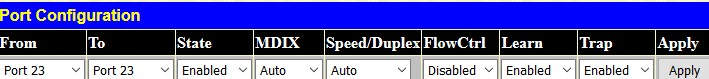 Port Configuration
From To State MDIX Speed/Duplex FlowCtrl Learn Trap Apply
Port 23 Port 23 Enabled Auto Auto Disabled Enabled Enabled Apply